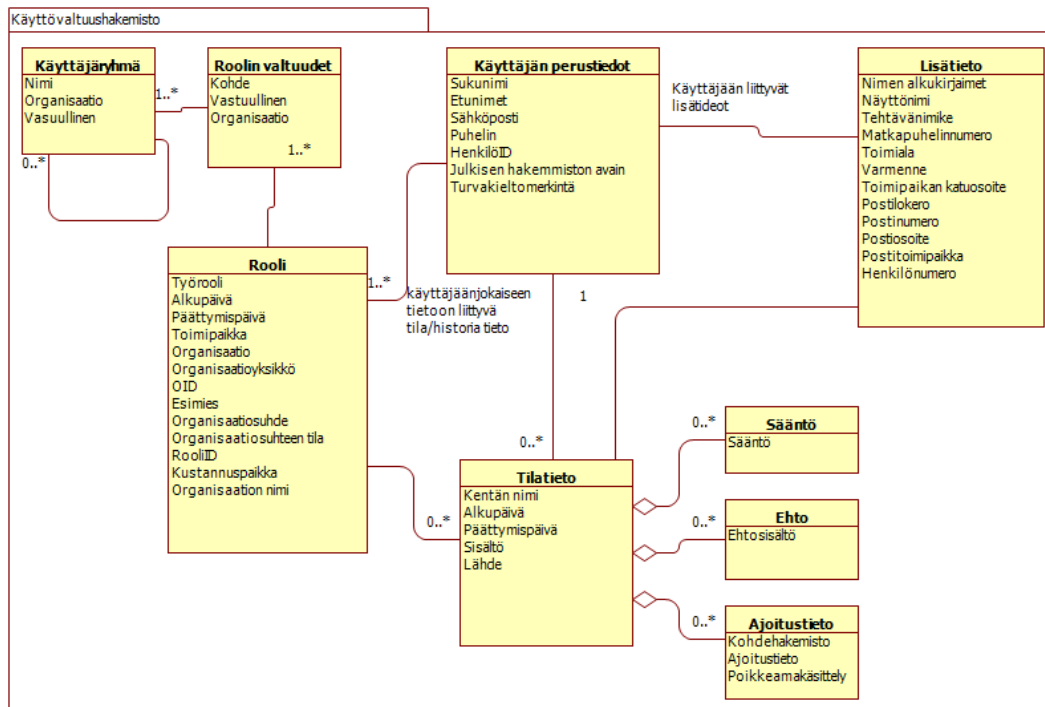 Käyttövaltuushakemisto
Käyttäjäryhmä
Nimi
Organisaatio
Vasuullinen
1..*
0..*
Roolin valtuudet
Kohde
Vastuullinen
Organisaatio
1..*
Käyttäjän perustiedot
Sukunimi
Etunimet
Sähköposti
Puhelin
HenkilöID
Julkisen hakemmiston avain
Turvakieltomerkintä
Käyttäjään liittyvät
lisätideot
Lisätieto
Nimen alkukirjaimet
Näyttönimi
Tehtävänimike
Matkapuhelinnumero
Toimiala
Varmenne
Toimipaikan katuosoite
Postilokero
Postinumero
Postiosoite
Postitoimipaikka
Henkilönumero
Rooli
Työrooli
Alkupäivä
Päättymispäivä
Toimipaikka
Organisaatio
Organisaatioyksikkö
OID
Esimies
Organisaatiosuhde
Organisaatiosuhteen tila
RooliID
Kustannuspaikka
Organisaation nimi
1..*
käyttäjäänjokaiseen
tietoon liittyvä
tila/historia tieto
1
0..*
0..*
Tilatieto
Kentän nimi
Alkupäivä
Päättymispäivä
Sisältö
Lähde
0..*
Sääntö
Sääntö
0..*
Ehto
Ehtosisältö
0..*
Ajoitustieto
Kohdehakemisto
Ajoitustieto
Poikkeamakäsittely